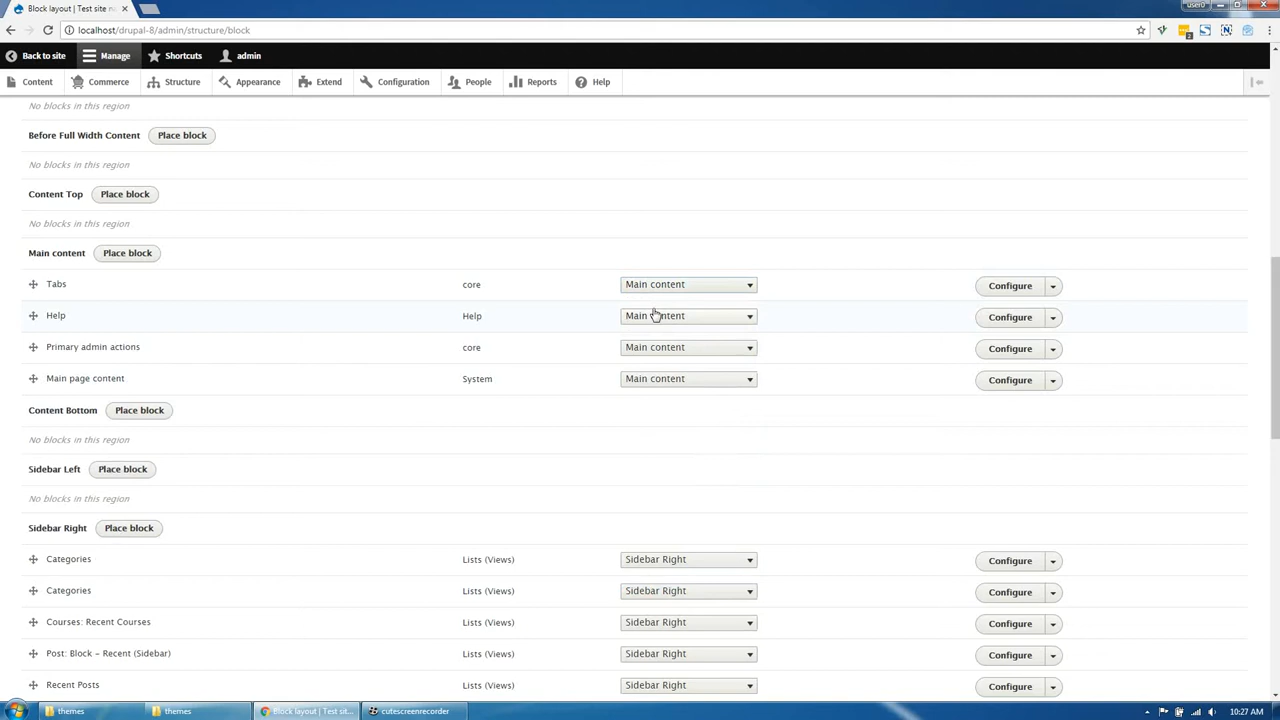 Block layout | Test site n
user0
localhost/drupal-8/admin/structure/block
2
Back to site Manage Shortcuts admin
Content Commerce Structure Appearance Extend Configuration People Reports Help
No blocks in this region
Before Full Width Content Place block
No blocks in this region
Content Top Place block
No blocks in this region
Main content Place block
Tabs core Main content Configure
Help Help Main content Configure
Primary admin actions core Main content Configure
Main page content System Main content Configure
Content Bottom Place block
No blocks in this region
Sidebar Left Place block
No blocks in this region
Sidebar Right Place block
Categories Lists (Views) Sidebar Right Configure
Categories Lists (Views) Sidebar Right Configure
Courses: Recent Courses Lists (Views) Sidebar Right Configure
Post: Block - Recent (Sidebar) Lists (Views) Sidebar Right Configure
Recent Posts Lists (Views) Sidebar Right Configure
themes themes Block layout | Test sit... cutescreenrecorder 10:27 AM